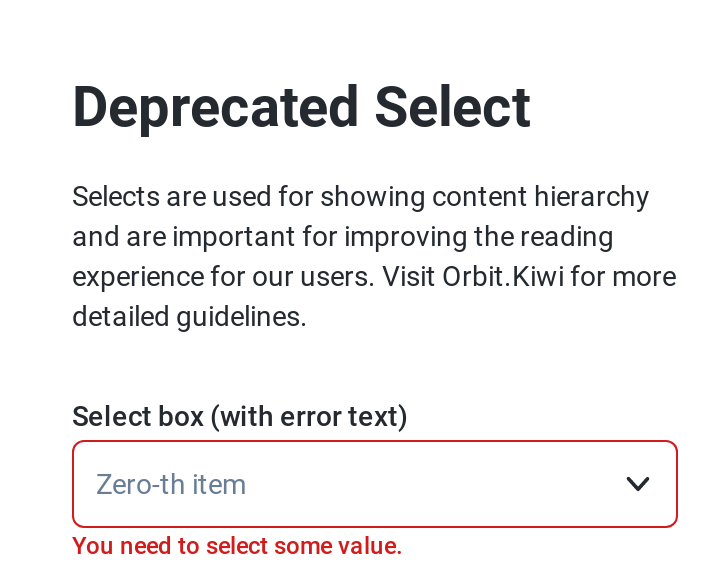 Deprecated Select
Selects are used for showing content hierarchy
and are important for improving the reading
experience for our users. Visit Orbit.Kiwi for more
detailed guidelines.
Select box (with error text)
Zero-th item
You need to select some value.